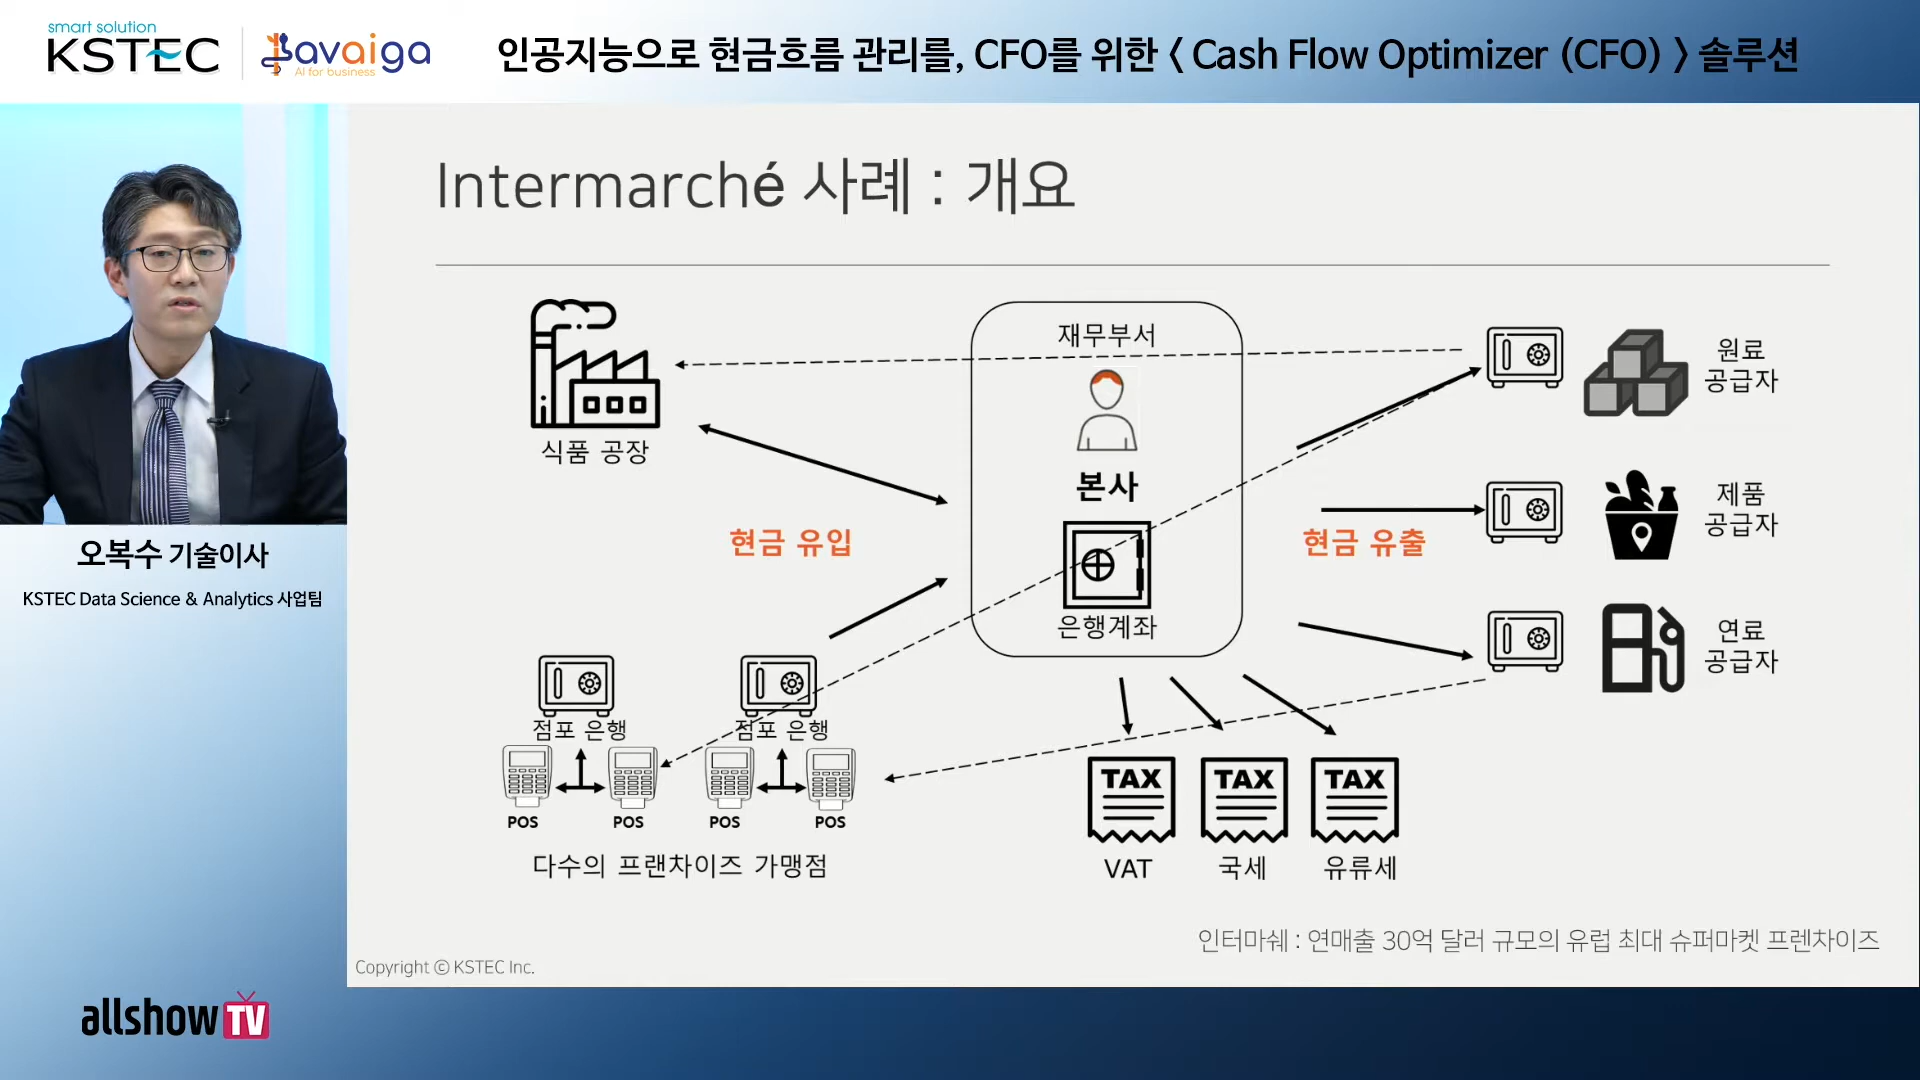 smart solution
KSTEC
avaiga
AI for business
인공지능으로 현금흐름 관리를, CFO를 위한 < Cash Flow Optimizer (CFO) > 솔루션
Intermarché 사례 : 개요
재무부서
본사
은행계좌
식품 공장
현금 유입
현금 유출
원료
공급자
제품
공급자
연료
공급자
점포 은행
점포 은행
POS
POS
POS
POS
다수의 프랜차이즈 가맹점
TAX
TAX
TAX
VAT
국세
유류세
인터마쉐 : 연매출 30억 달러 규모의 유럽 최대 슈퍼마켓 프렌차이즈
Copyright ⓒ KSTEC Inc.
오복수 기술이사
KSTEC Data Science & Analytics 사업팀
allshow TV